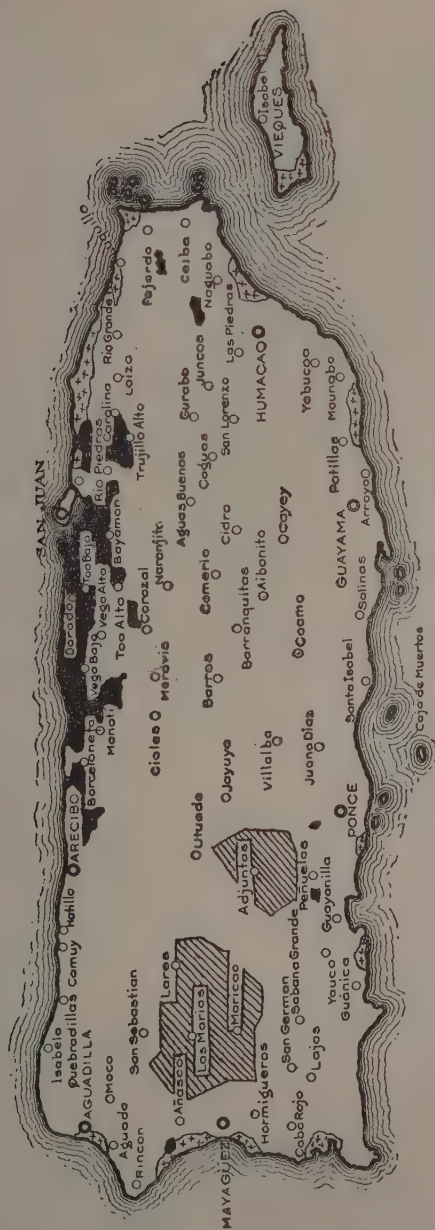 SAN JUAN
Isabela
Quebradillas
Camuy
Hatillo
ARECIBO
Barceloneta
Manati
Vega Baja
Vega Alta
Dorado
Toa Baja
Toa Alta
Bayamon
Rio Piedras
Carolina
Trujillo Alto
Loiza
Rio Grande
Fajardo
Ceiba
Naguabo
Isabel
VIEQUES
AGUADILLA
Moca
Aguada
Rincon
San Sebastian
Lares
Añasco
Las Marias
Maricao
MAYAGUEZ
Hormigueros
Cabo Rojo
San German
Sabana Grande
Lajas
Yauco
Guánica
Guayanilla
Peñuelas
Adjuntas
Utuado
Jayuya
Ciales
Morovis
Corozal
Naranjito
Barros
Comerio
Barranquitas
Aguas Buenas
Cidra
Aibonito
Cayey
Caguas
Gurabo
Juncos
San Lorenzo
Las Piedras
HUMACAO
Yabucoa
Maunabo
Patillas
Arroyo
GUAYAMA
Salinas
Coamo
Santa Isabel
Villalba
Juana Diaz
PONCE
Caja de Muertos